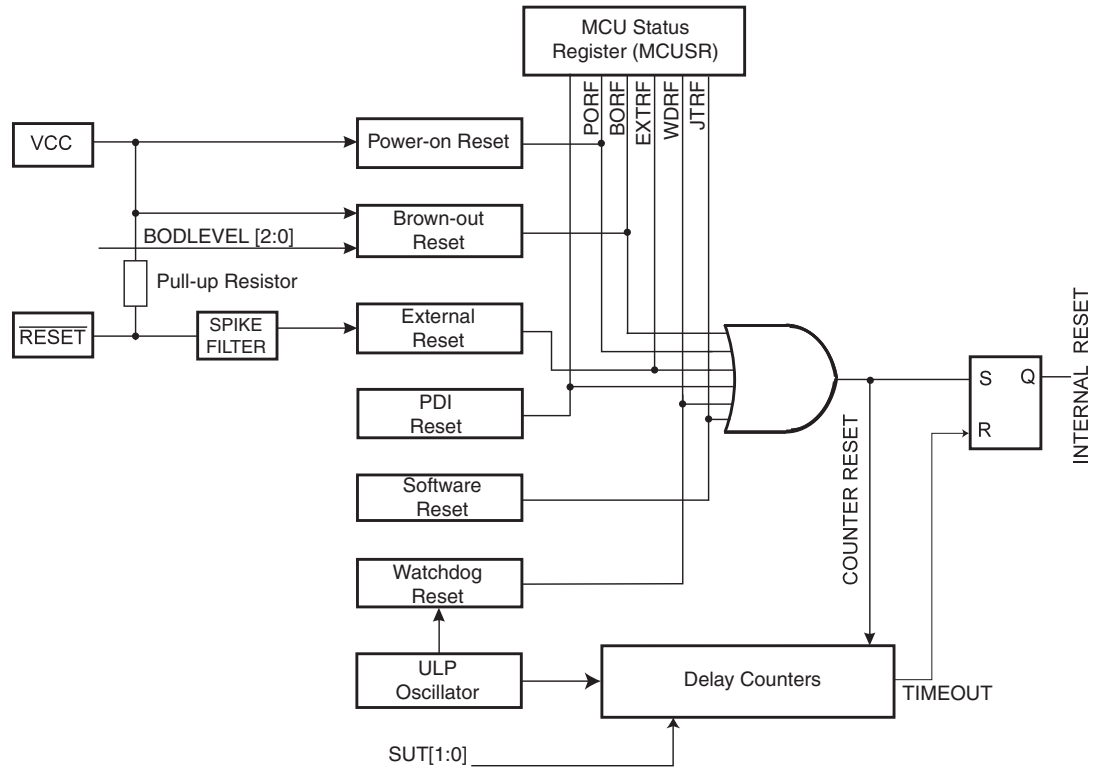 MCU Status
Register (MCUSR)
PORF
BORF
EXTRF
WDRF
JTRF
VCC
Power-on Reset
Brown-out
Reset
BODLEVEL [2:0]
Pull-up Resistor
RESET
SPIKE
FILTER
External
Reset
PDI
Reset
Software
Reset
Watchdog
Reset
ULP
Oscillator
Delay Counters
SUT[1:0]
COUNTER RESET
TIMEOUT
S
Q
R
INTERNAL RESET